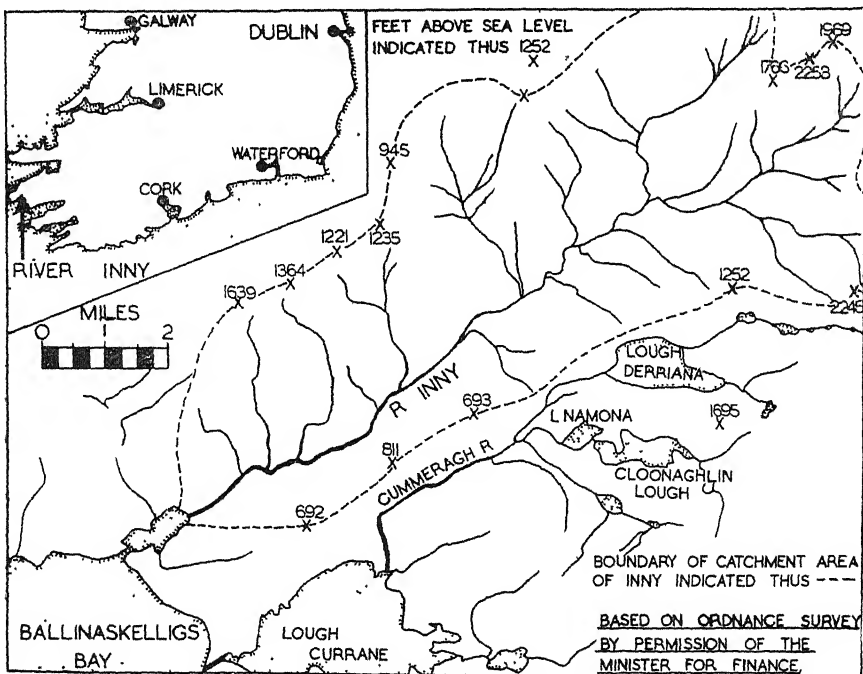 GALWAY
DUBLIN
LIMERICK
WATERFORD
CORK
RIVER INNY
FEET ABOVE SEA LEVEL
INDICATED THUS 1252
1969
1766
2258
945
1235
1221
1364
1639
MILES
0 2
1252
2245
LOUGH
DERRIANA
R INNY
693
L NAMONA
1695
811
CUMMERAGH R
CLOONAGHLIN
LOUGH
692
BOUNDARY OF CATCHMENT AREA
OF INNY INDICATED THUS
BALLINASKELLIGS
BAY
LOUGH
CURRANE
BASED ON ORDNANCE SURVEY
BY PERMISSION OF THE
MINISTER FOR FINANCE.